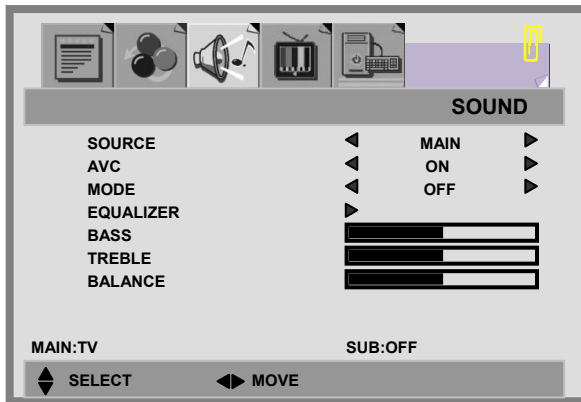 SOUND
SOURCE MAIN
AVC ON
MODE OFF
EQUALIZER
BASS
TREBLE
BALANCE
MAIN:TV SUB:OFF
SELECT MOVE